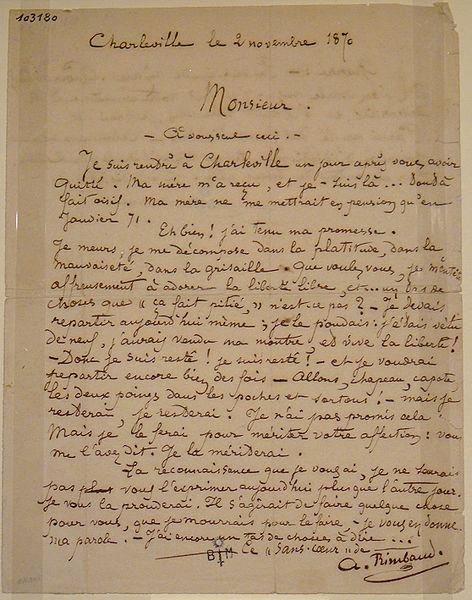 103180
Charleville le 2 novembre 1870
Monsieur.
— A vous seul ceci. —
Je suis rendrû à Charleville un jour après vous avoir
quitté. Ma mère m'a reçu, et je - suis là... tout à
fait oisif. Ma mère ne me mettrait en pension qu'en
Janvier 71.
Eh bien! j'ai tenu ma promesse.
Je meurs, je me décompose dans la platitude, dans la
mauvaiseté, dans la grisaille. Que voulez-vous, je m'entête
affreusement à adorer la liberté libre, et... un tas de
choses que "ça fait pitié," n'est-ce pas? - Je devais
repartir aujourd'hui même; je le pouvais: j'étais vêtu
de neuf, j'aurais vendu ma montre, et vive la liberté!
- Donc je suis resté! je suis resté! - et je voudrai
repartir encore bien des fois - Allons, chapeau, capote,
les deux poings dans les poches et sortons! - mais je
resterai, je resterai. Je n'ai pas promis cela.
Mais je le ferai pour mériter votre affection: vous
me l'avez dit. Je la mériterai.
La reconnaissance que je vous ai, je ne saurais
pas vous l'exprimer aujourd'hui plus que l'autre jour.
Je vous la prouverai. Il s'agirait de faire quelque chose
pour vous, que je mourrais pour le faire, - je vous en donne
ma parole. - J'ai encore un tas de choses à dire....
Ce "sans-cœur" de
A. Rimbaud.
BM